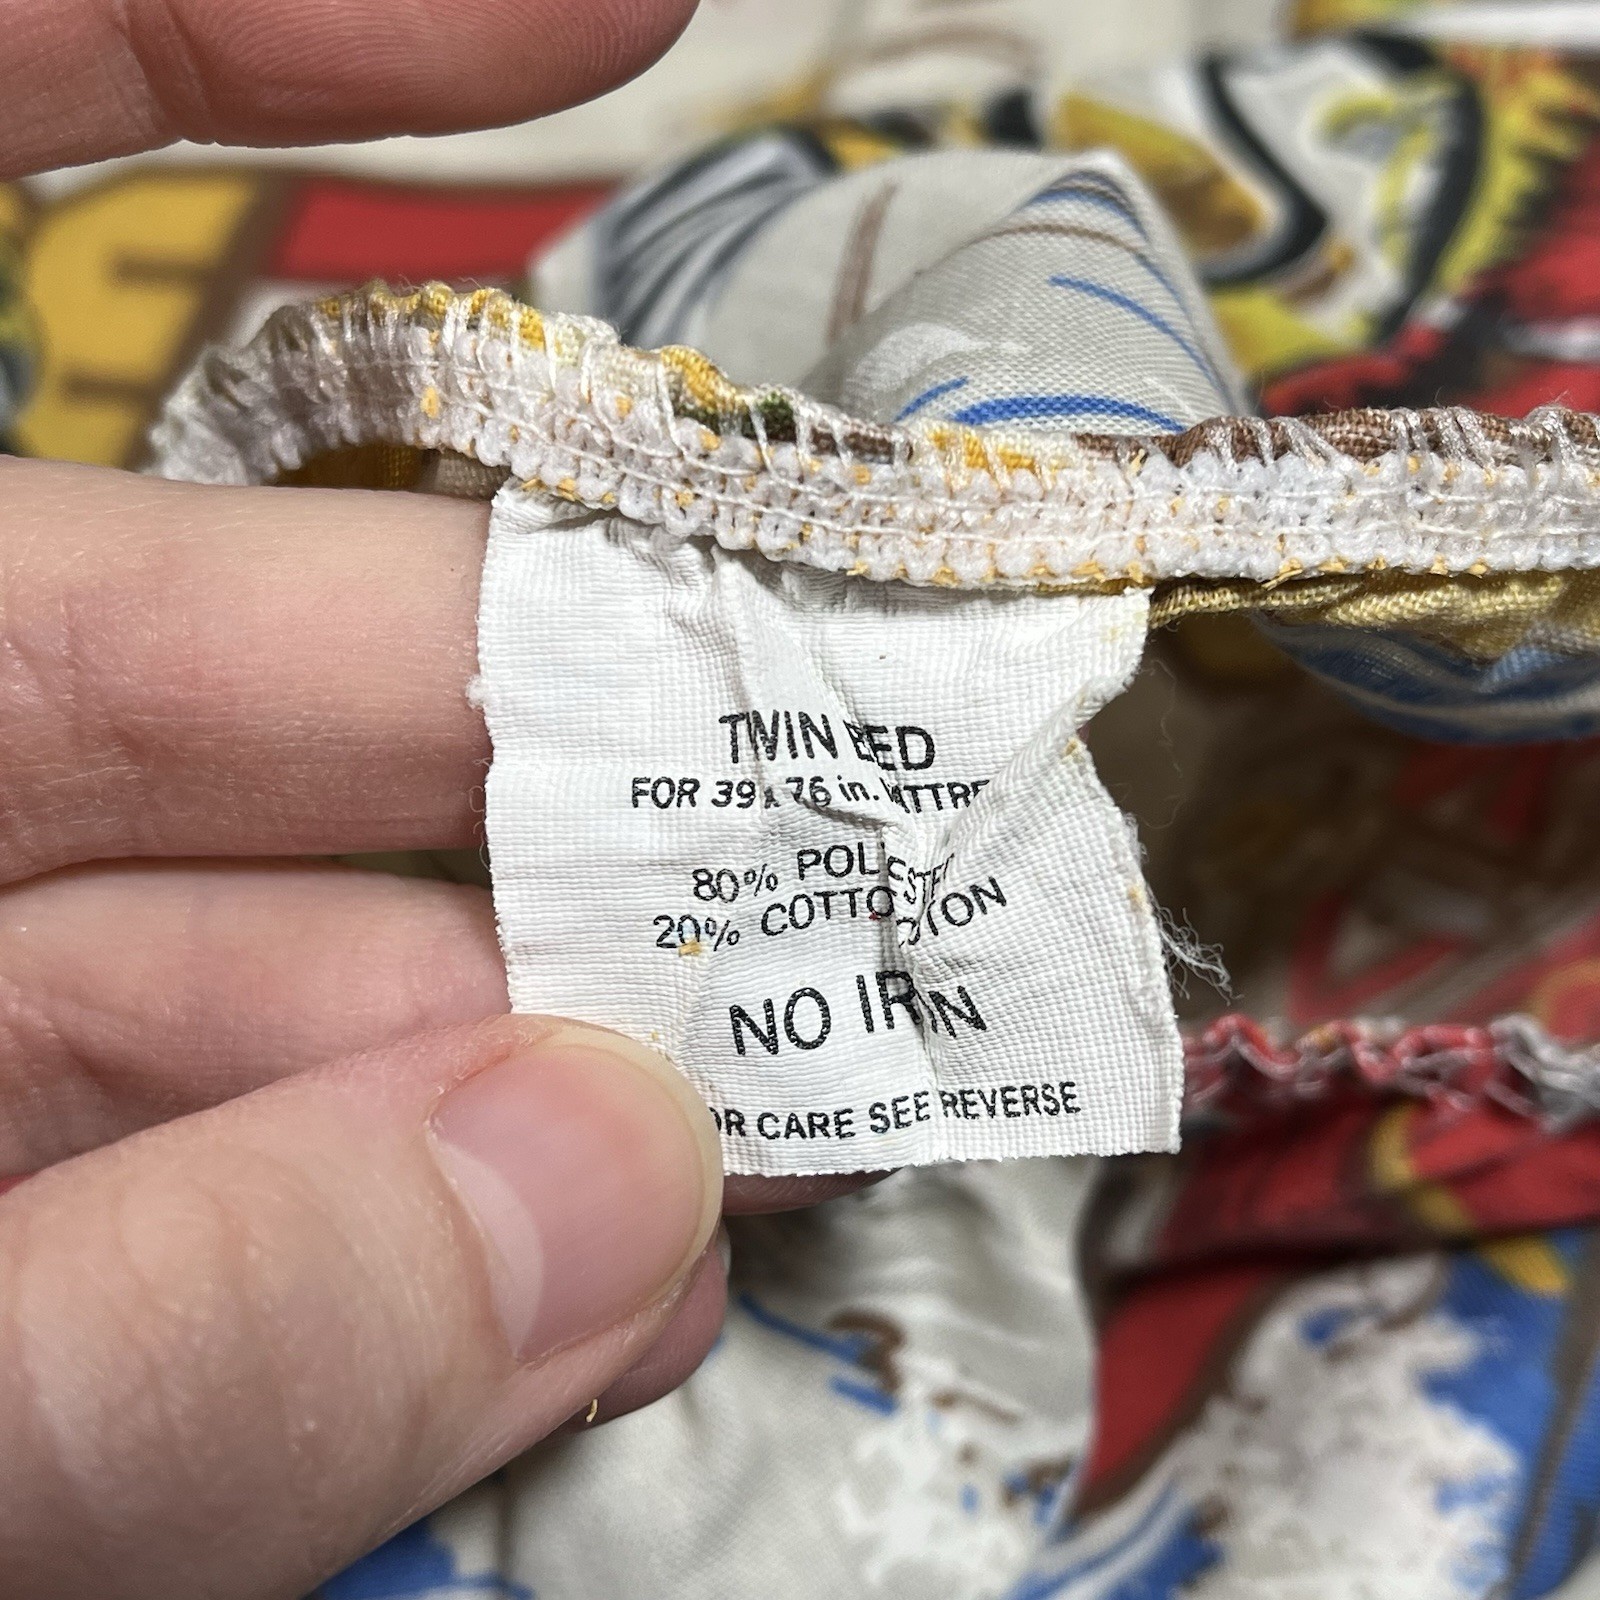 TWIN BED
FOR 39 x 76 in. MATTRE
80% POLYESTER
20% COTTON
NO IRON
OR CARE SEE REVERSE